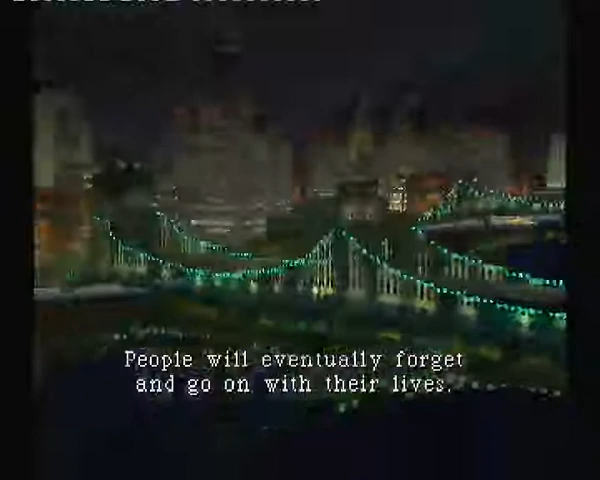 People will eventually forget
and go on with their lives.